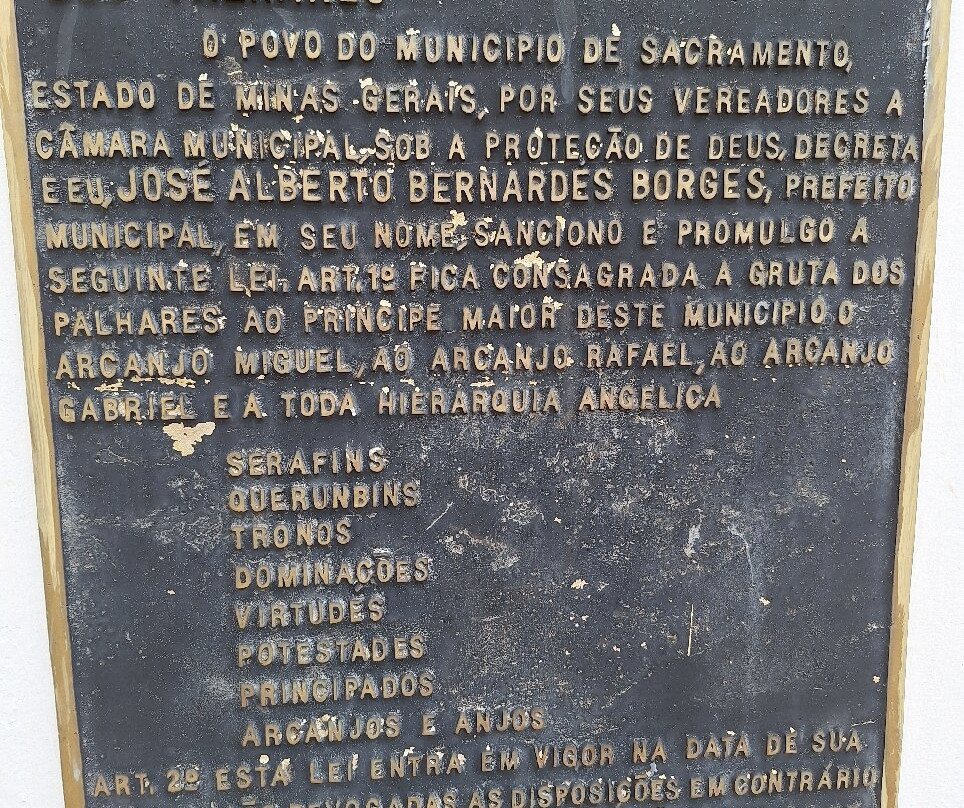 O POVO DO MUNICIPIO DE SACRAMENTO,
ESTADO DE MINAS GERAIS, POR SEUS VEREADORES A
CÂMARA MUNICIPAL, SOB A PROTEÇÃO DE DEUS, DECRETA
E EU, JOSÉ ALBERTO BERNARDES BORGES, PREFEITO
MUNICIPAL, EM SEU NOME, SANCIONO E PROMULGO A
SEGUINTE LEI. ART. 1º FICA CONSAGRADA A GRUTA DOS
PALHARES AO PRINCIPE MAIOR DESTE MUNICIPIO O
ARCANJO MIGUEL, AO ARCANJO RAFAEL, AO ARCANJO
GABRIEL E A TODA HIERARQUIA ANGELICA
SERAFINS
QUERUNBINS
TRONOS
DOMINAÇÕES
VIRTUDES
POTESTADES
PRINCIPADOS
ARCANJOS E ANJOS
ART. 2º ESTA LEI ENTRA EM VIGOR NA DATA DE SUA
REVOGADAS AS DISPOSIÇÕES EM CONTRÁRIO